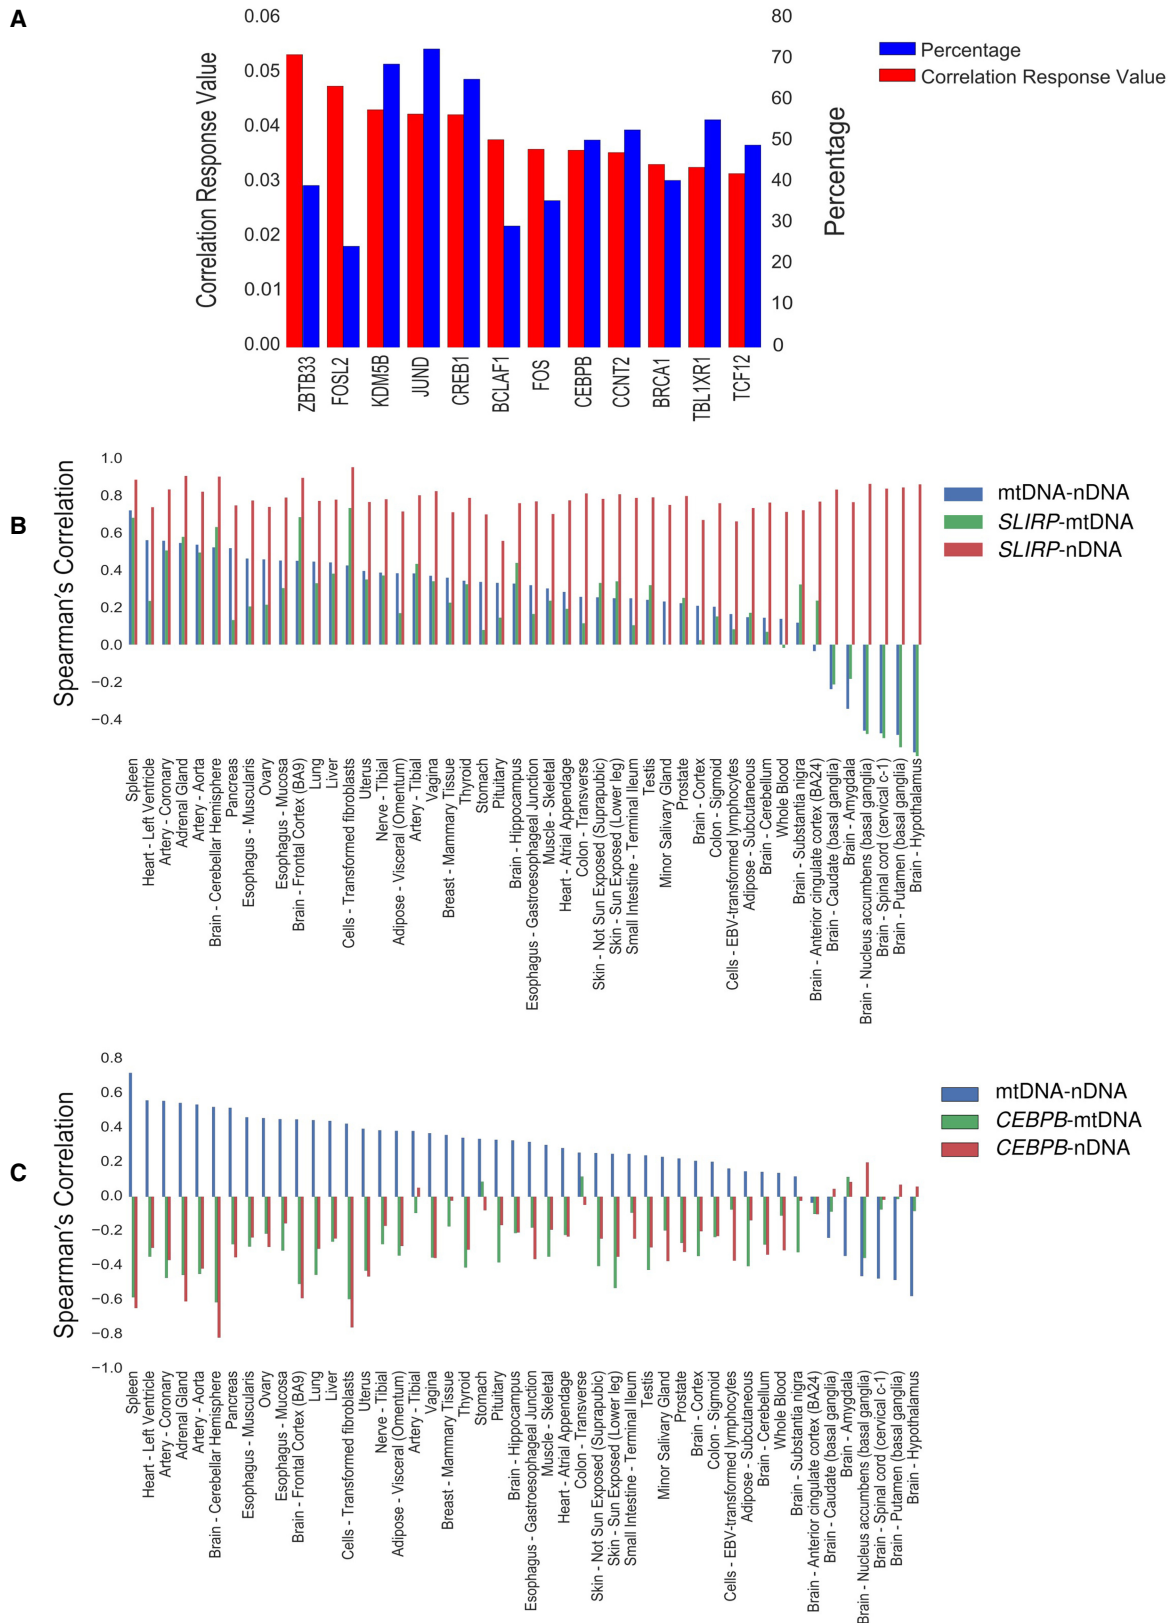 A
0.06
0.05
0.04
0.03
0.02
0.01
0.00
Correlation Response Value
80
70
60
50
40
30
20
10
0
Percentage
Percentage
Correlation Response Value
ZBTB33
FOSL2
KDM5B
JUND
CREB1
BCLAF1
FOS
CEBPB
CCNT2
BRCA1
TBL1XR1
TCF12
B
1.0
0.8
0.6
0.4
0.2
0.0
−0.2
−0.4
Spearman's Correlation
mtDNA-nDNA
SLIRP-mtDNA
SLIRP-nDNA
Spleen
Heart - Left Ventricle
Artery - Coronary
Adrenal Gland
Artery - Aorta
Brain - Cerebellar Hemisphere
Pancreas
Esophagus - Muscularis
Ovary
Esophagus - Mucosa
Brain - Frontal Cortex (BA9)
Lung
Liver
Cells - Transformed fibroblasts
Uterus
Nerve - Tibial
Adipose - Visceral (Omentum)
Artery - Tibial
Vagina
Breast - Mammary Tissue
Thyroid
Stomach
Pituitary
Brain - Hippocampus
Esophagus - Gastroesophageal Junction
Muscle - Skeletal
Heart - Atrial Appendage
Colon - Transverse
Skin - Not Sun Exposed (Suprapubic)
Skin - Sun Exposed (Lower leg)
Small Intestine - Terminal Ileum
Testis
Minor Salivary Gland
Prostate
Brain - Cortex
Colon - Sigmoid
Cells - EBV-transformed lymphocytes
Adipose - Subcutaneous
Brain - Cerebellum
Whole Blood
Brain - Substantia nigra
Brain - Anterior cingulate cortex (BA24)
Brain - Caudate (basal ganglia)
Brain - Amygdala
Brain - Nucleus accumbens (basal ganglia)
Brain - Spinal cord (cervical c-1)
Brain - Putamen (basal ganglia)
Brain - Hypothalamus
C
0.8
0.6
0.4
0.2
0.0
−0.2
−0.4
−0.6
−0.8
−1.0
Spearman's Correlation
mtDNA-nDNA
CEBPB-mtDNA
CEBPB-nDNA
Spleen
Heart - Left Ventricle
Artery - Coronary
Adrenal Gland
Artery - Aorta
Brain - Cerebellar Hemisphere
Pancreas
Esophagus - Muscularis
Ovary
Esophagus - Mucosa
Brain - Frontal Cortex (BA9)
Lung
Liver
Cells - Transformed fibroblasts
Uterus
Nerve - Tibial
Adipose - Visceral (Omentum)
Artery - Tibial
Vagina
Breast - Mammary Tissue
Thyroid
Stomach
Pituitary
Brain - Hippocampus
Esophagus - Gastroesophageal Junction
Muscle - Skeletal
Heart - Atrial Appendage
Colon - Transverse
Skin - Not Sun Exposed (Suprapubic)
Skin - Sun Exposed (Lower leg)
Small Intestine - Terminal Ileum
Testis
Minor Salivary Gland
Prostate
Brain - Cortex
Colon - Sigmoid
Cells - EBV-transformed lymphocytes
Adipose - Subcutaneous
Brain - Cerebellum
Whole Blood
Brain - Substantia nigra
Brain - Anterior cingulate cortex (BA24)
Brain - Caudate (basal ganglia)
Brain - Amygdala
Brain - Nucleus accumbens (basal ganglia)
Brain - Spinal cord (cervical c-1)
Brain - Putamen (basal ganglia)
Brain - Hypothalamus